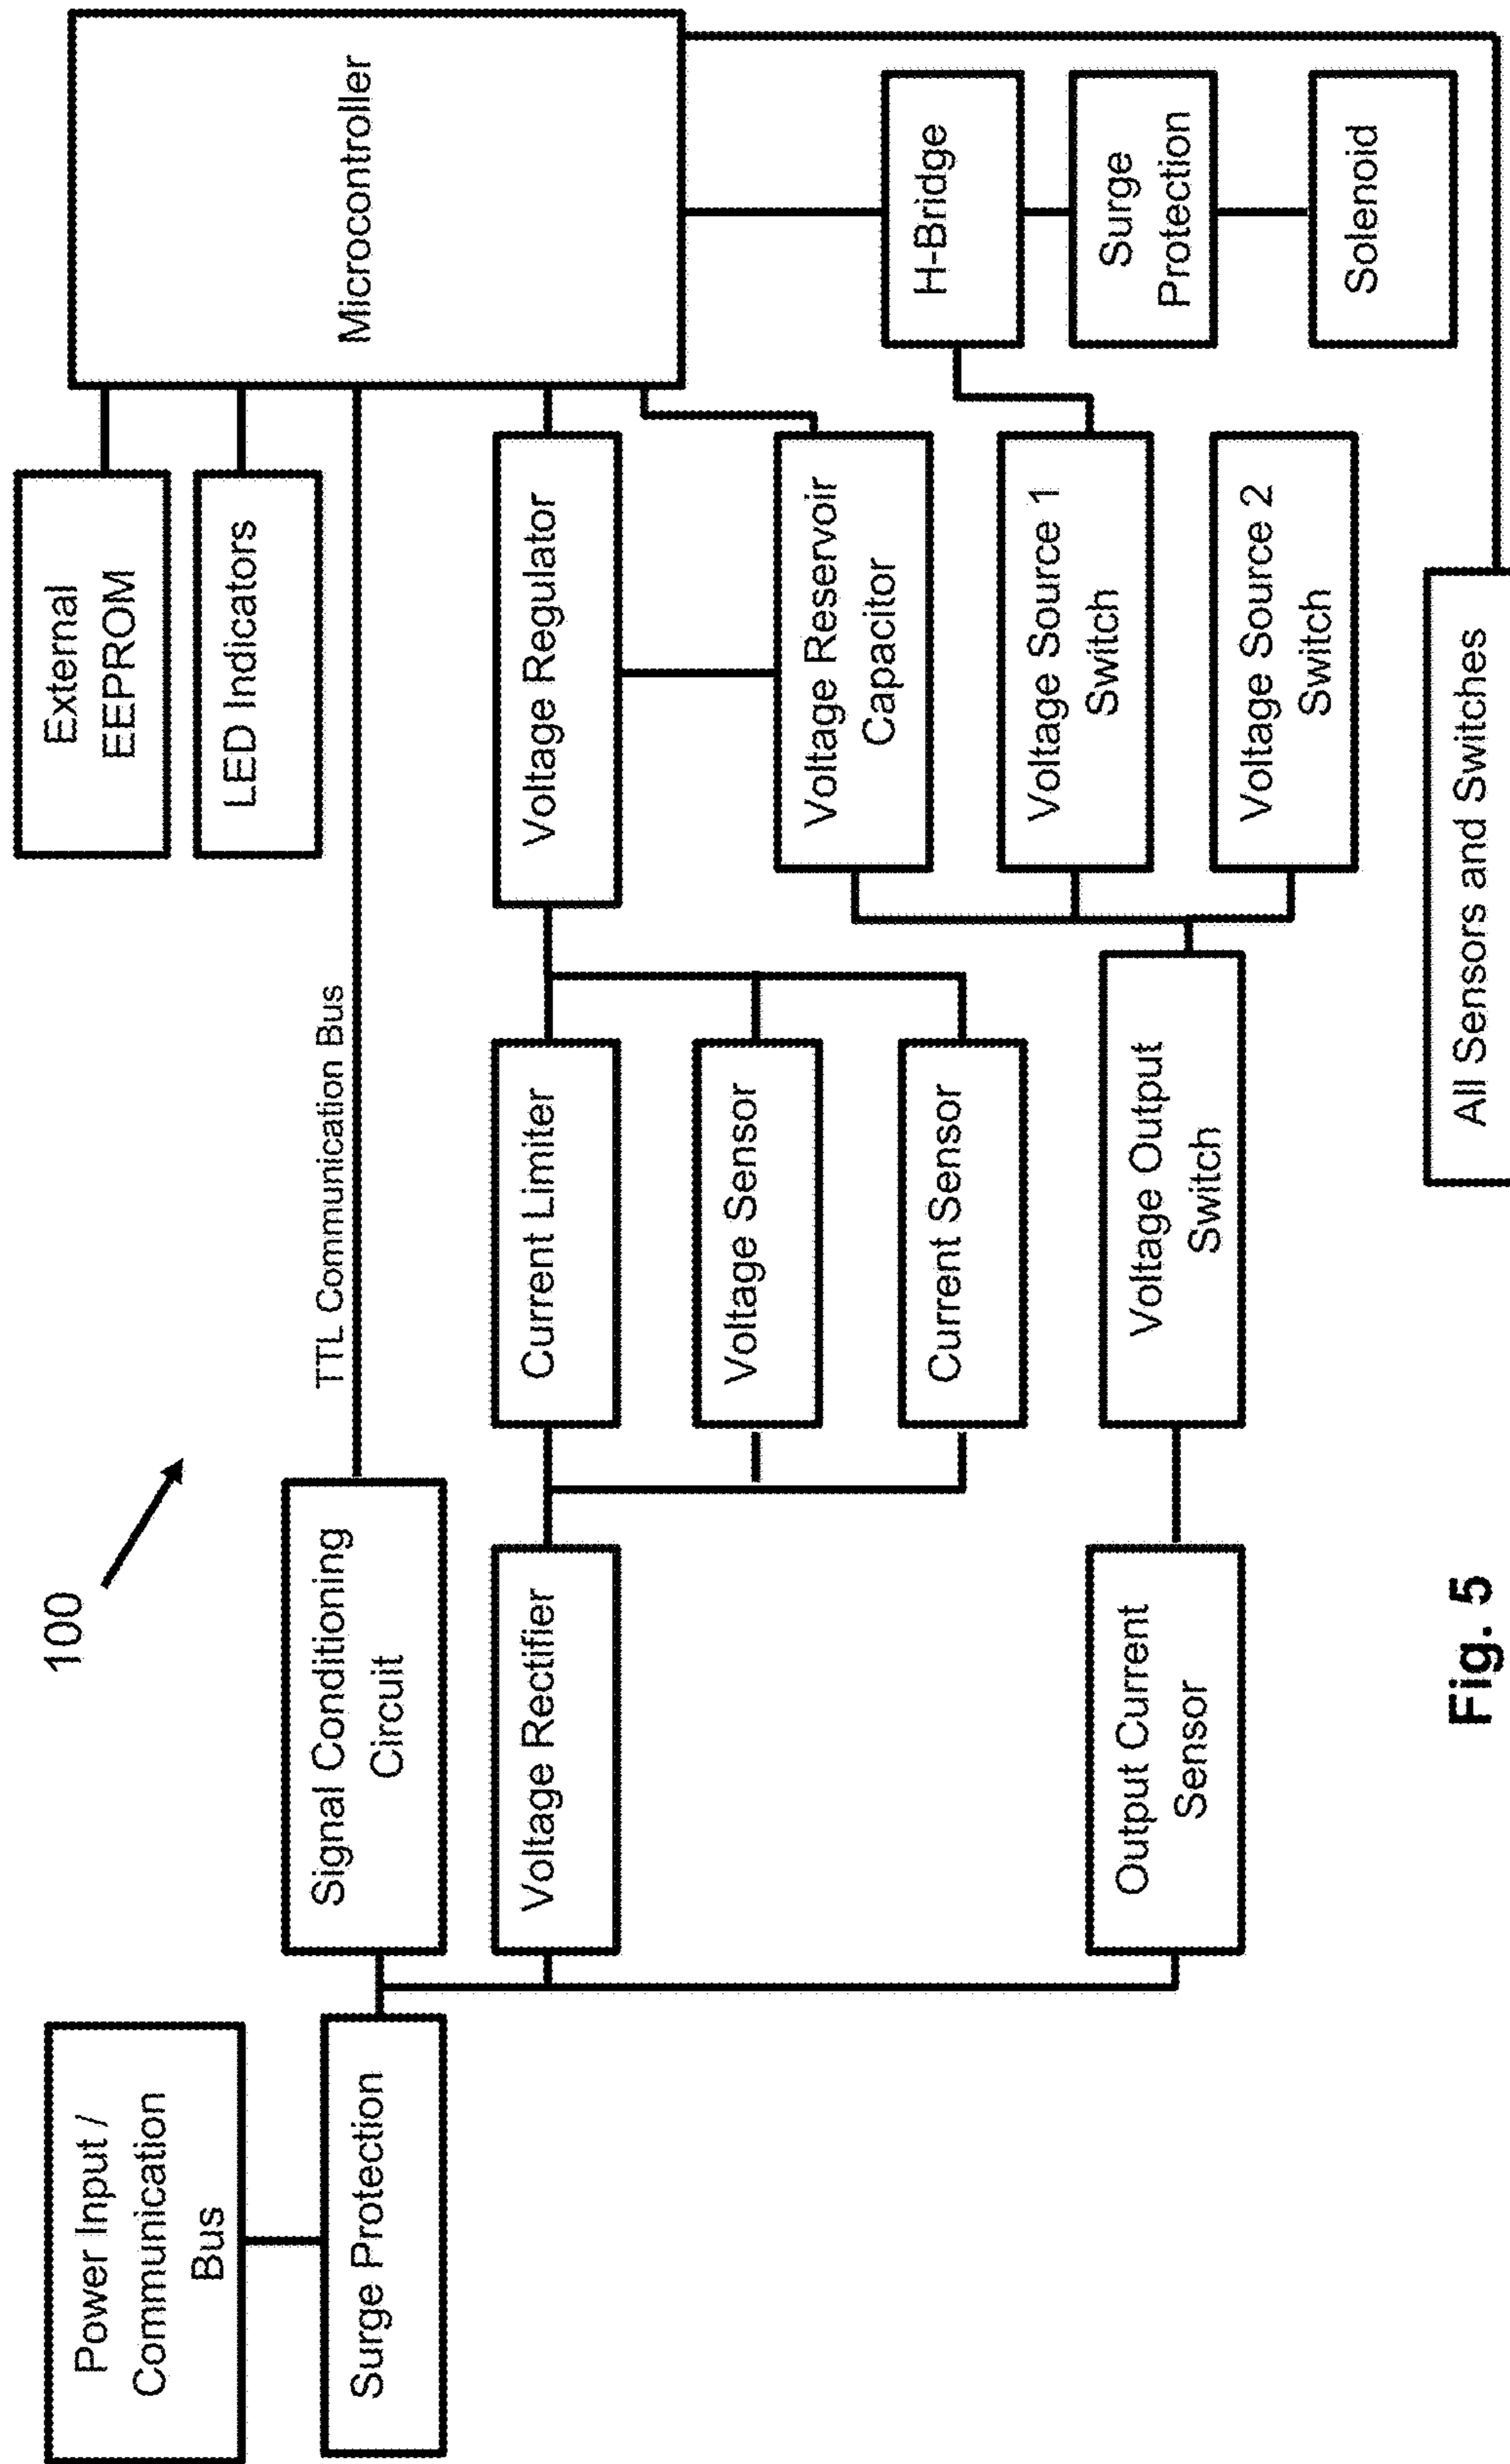 100
Power Input /
Communication
Bus
Surge Protection
Signal Conditioning
Circuit
TTL Communication Bus
External
EEPROM
LED Indicators
Microcontroller
Voltage Rectifier
Current Limiter
Voltage Sensor
Current Sensor
Voltage Regulator
Voltage Reservoir
Capacitor
Output Current
Sensor
Voltage Output
Switch
Voltage Source 1
Switch
Voltage Source 2
Switch
H-Bridge
Surge
Protection
Solenoid
All Sensors and Switches
Fig. 5